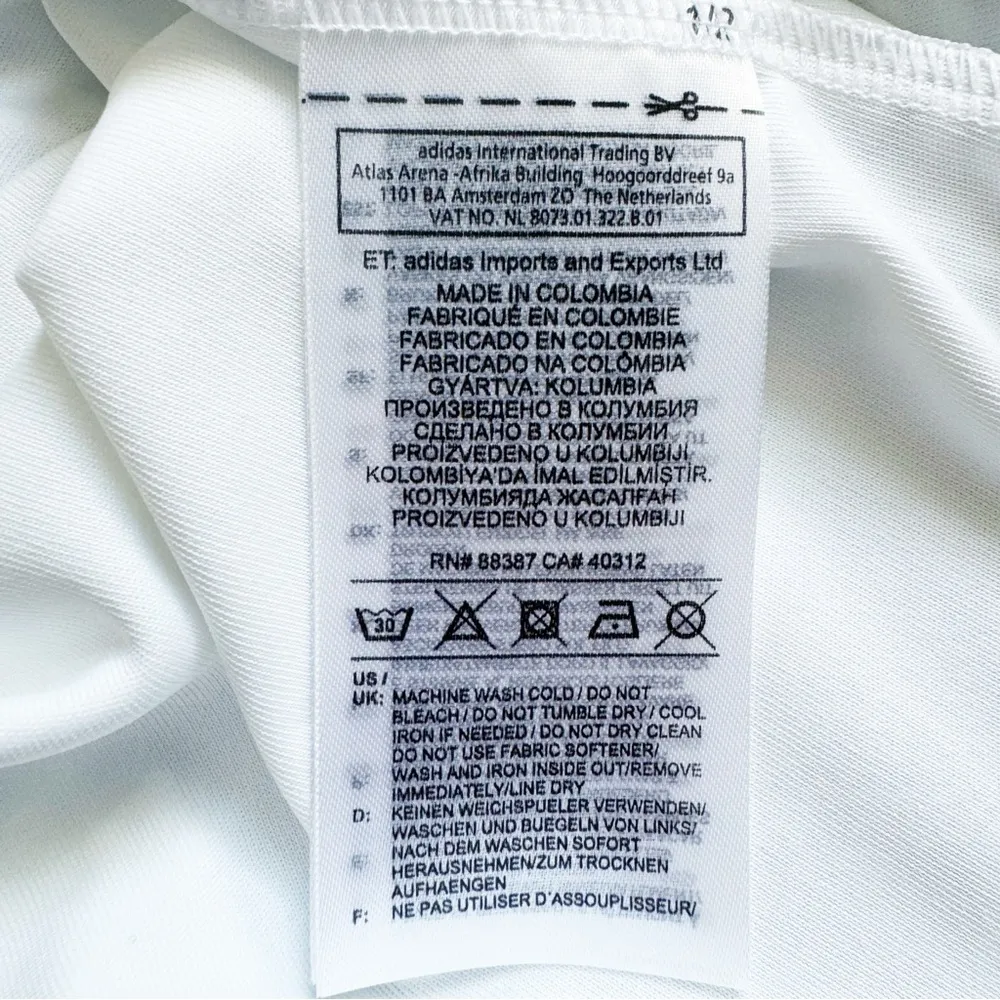 1/2
adidas International Trading BV
Atlas Arena -Afrika Building Hoogoorddreef 9a
1101 BA Amsterdam ZO The Netherlands
VAT NO. NL 8073.01.322.B.01
ET: adidas Imports and Exports Ltd
MADE IN COLOMBIA
FABRIQUÉ EN COLOMBIE
FABRICADO EN COLOMBIA
FABRICADO NA COLÔMBIA
GYÁRTVA: KOLUMBIA
ПРОИЗВЕДЕНО В КОЛУМБИЯ
СДЕЛАНО В КОЛУМБИИ
PROIZVEDENO U KOLUMBIJI
KOLOMBİYA'DA İMAL EDİLMİŞTİR.
КОЛУМБИЯДА ЖАСАЛҒАН
PROIZVEDENO U KOLUMBIJI
RN# 88387 CA# 40312
30
US /
UK: MACHINE WASH COLD / DO NOT
BLEACH / DO NOT TUMBLE DRY / COOL
IRON IF NEEDED / DO NOT DRY CLEAN
DO NOT USE FABRIC SOFTENER/
WASH AND IRON INSIDE OUT/REMOVE
IMMEDIATELY/LINE DRY
D: KEINEN WEICHSPUELER VERWENDEN/
WASCHEN UND BUEGELN VON LINKS/
NACH DEM WASCHEN SOFORT
HERAUSNEHMEN/ZUM TROCKNEN
AUFHAENGEN
F: NE PAS UTILISER D'ASSOUPLISSEUR/